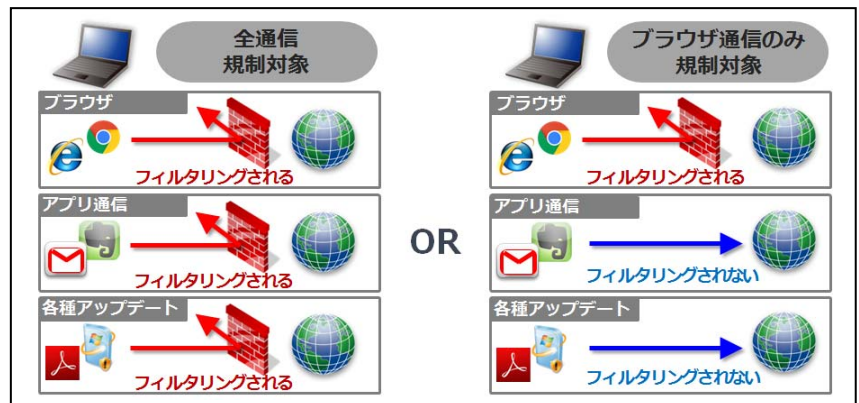 全通信
規制対象
ブラウザ
フィルタリングされる
アプリ通信
フィルタリングされる
各種アップデート
フィルタリングされる
OR
ブラウザ通信のみ
規制対象
ブラウザ
フィルタリングされる
アプリ通信
フィルタリングされない
各種アップデート
フィルタリングされない